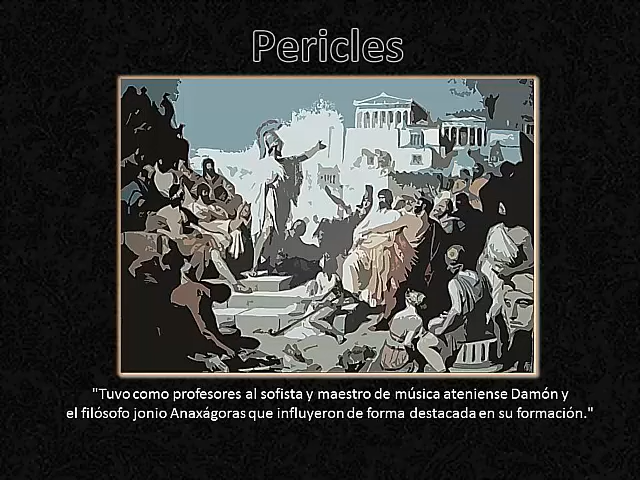 Pericles
"Tuvo como profesores al sofista y maestro de música ateniense Damón y
el filósofo jonio Anaxágoras que influyeron de forma destacada en su formación."